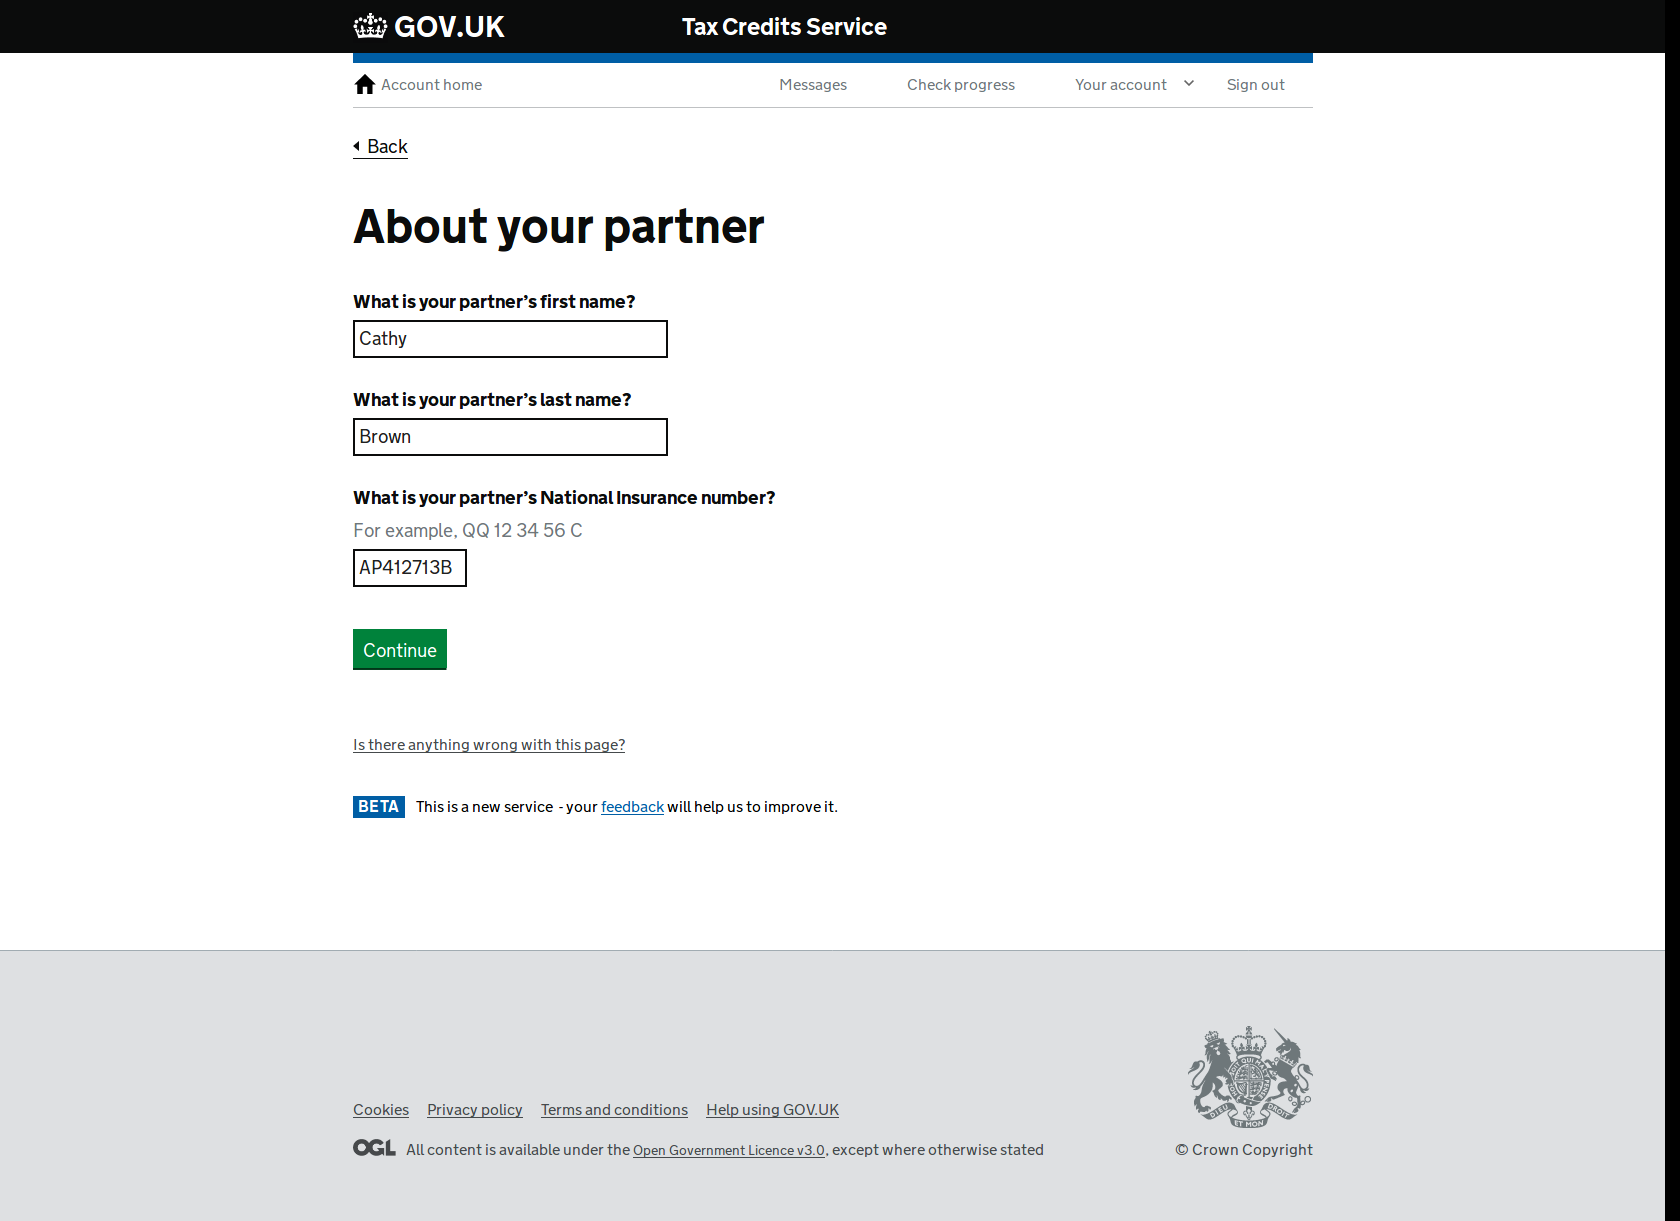 GOV.UK Tax Credits Service
Account home Messages Check progress Your account Sign out
Back
About your partner
What is your partner’s first name?
Cathy
What is your partner’s last name?
Brown
What is your partner’s National Insurance number?
For example, QQ 12 34 56 C
AP412713B
Continue
Is there anything wrong with this page?
BETA This is a new service - your feedback will help us to improve it.
Cookies Privacy policy Terms and conditions Help using GOV.UK
OGL All content is available under the Open Government Licence v3.0, except where otherwise stated
DIEU ET MON DROIT
© Crown Copyright